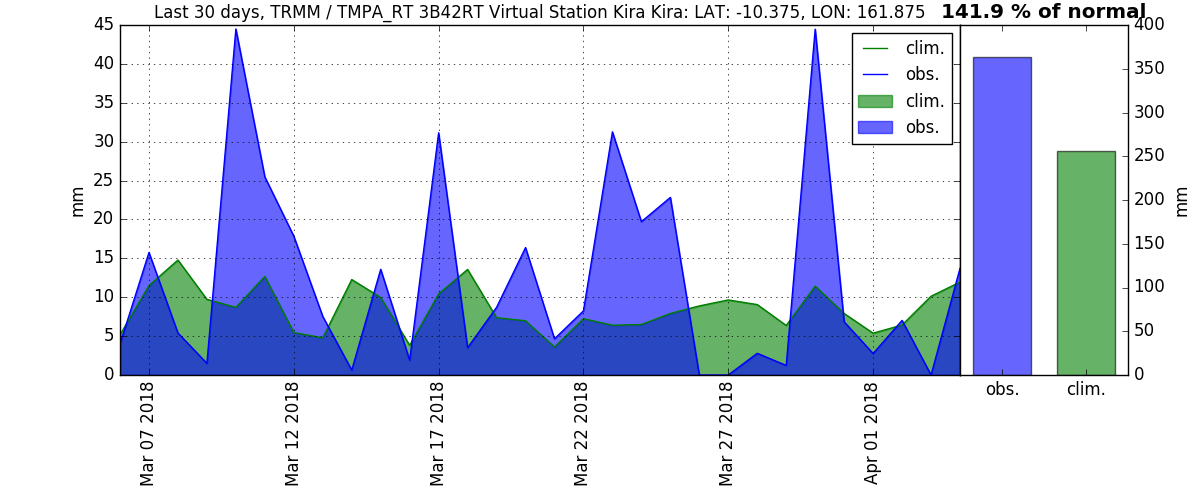 Last 30 days, TRMM / TMPA_RT 3B42RT Virtual Station Kira Kira: LAT: -10.375, LON: 161.875 141.9 % of normal
45
40
35
30
25
20
15
10
5
0
mm
clim.
obs.
clim.
obs.
Mar 07 2018
Mar 12 2018
Mar 17 2018
Mar 22 2018
Mar 27 2018
Apr 01 2018
400
350
300
250
200
150
100
50
0
mm
obs.
clim.